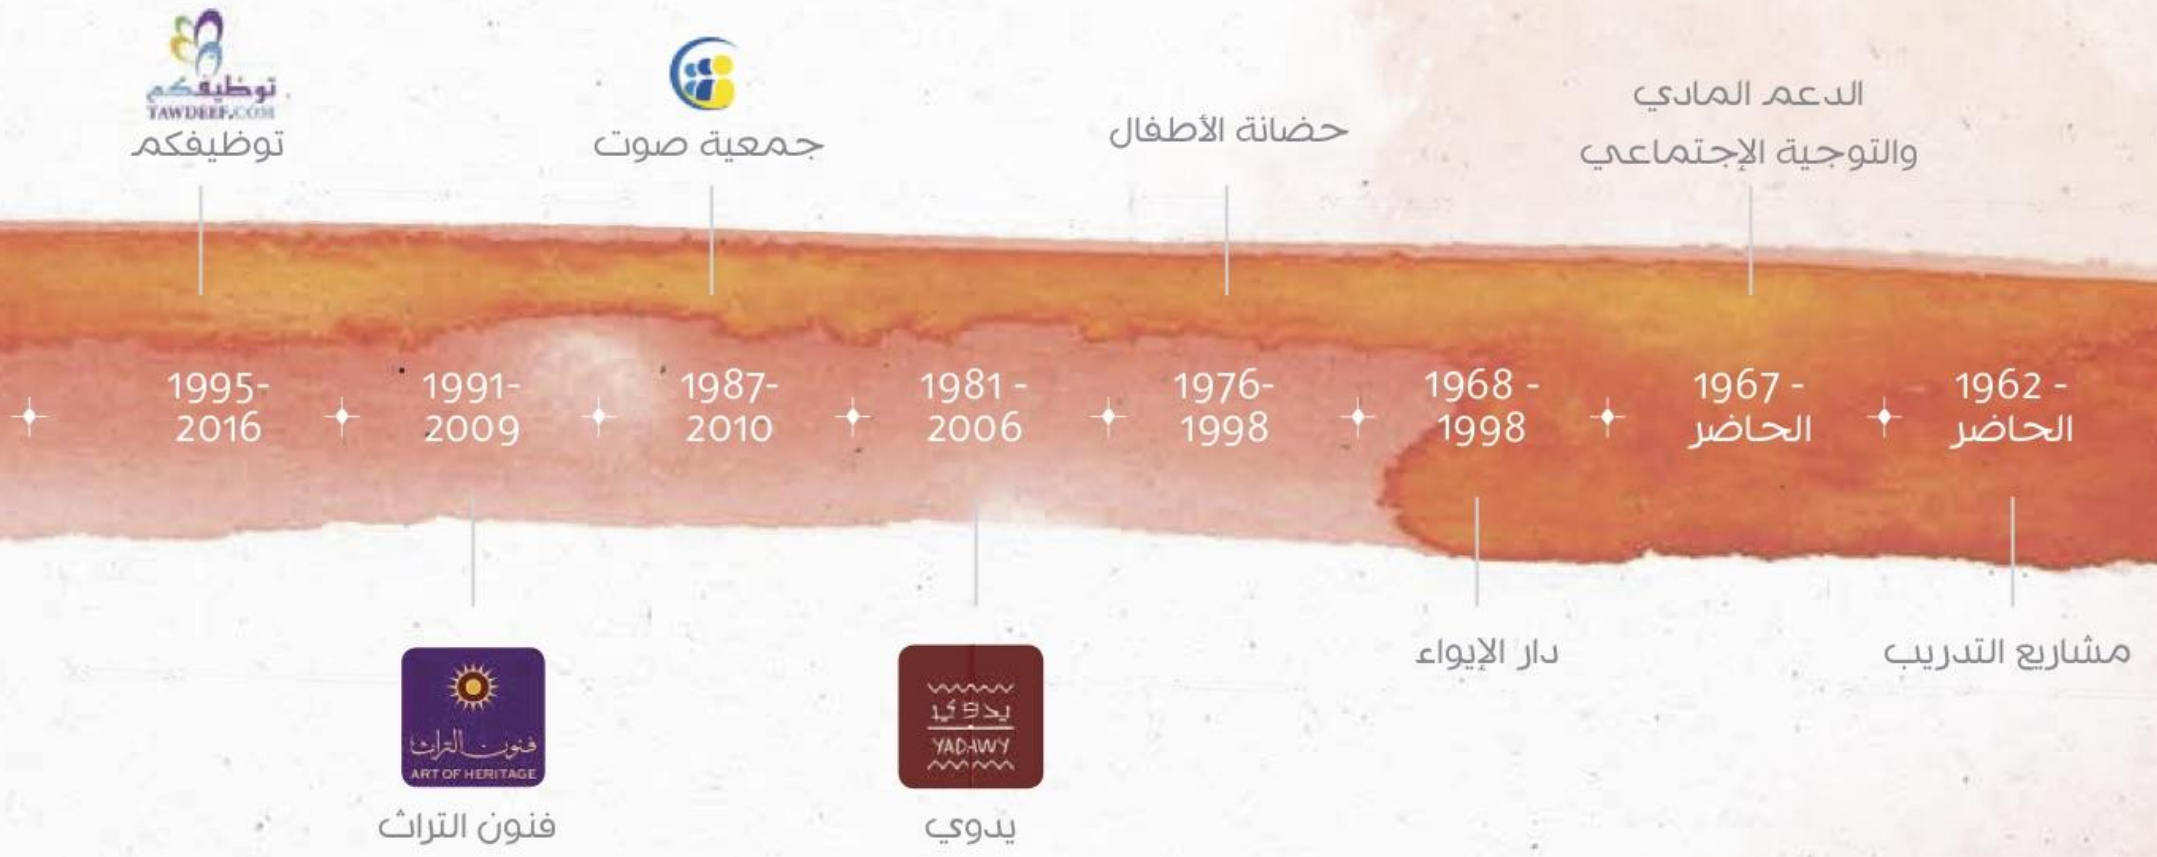 توظيفكم
TAWDEEF.COM
توظيفكم
جمعية صوت
حضانة الأطفال
الدعم المادي
والتوجية الإجتماعي
1962 -
الحاضر
1967 -
الحاضر
1968 -
1998
1976-
1998
1981 -
2006
1987-
2010
1991-
2009
1995-
2016
مشاريع التدريب
دار الإيواء
يدوي
YADAWY
يدوي
فنون التراث
ART OF HERITAGE
فنون التراث